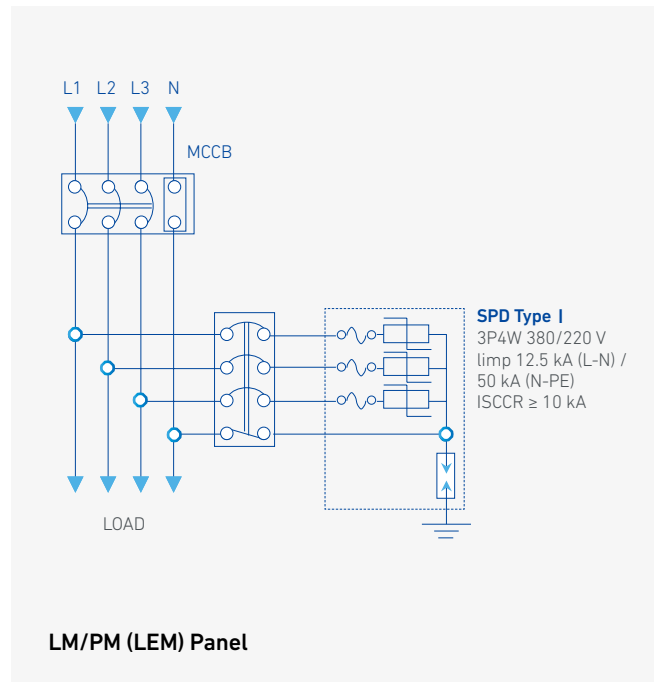 L1 L2 L3 N
MCCB
SPD Type I
3P4W 380/220 V
limp 12.5 kA (L-N) /
50 kA (N-PE)
ISCCR ≥ 10 kA
LOAD
LM/PM (LEM) Panel